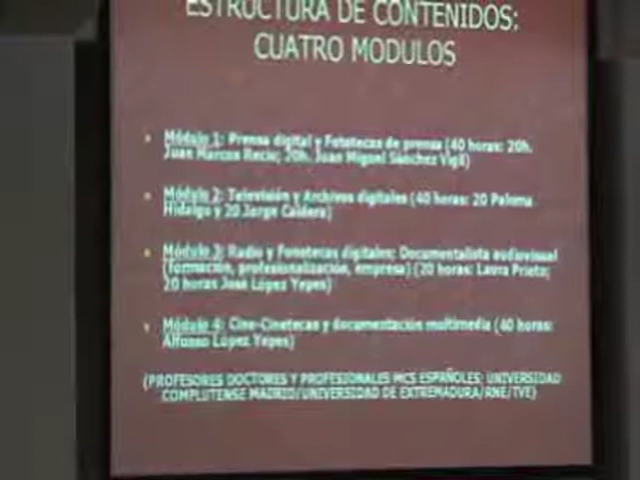 ESTRUCTURA DE CONTENIDOS:
CUATRO MODULOS
Módulo 1: Prensa digital y Fototecas de prensa (40 horas: 20h.
Juan Marcos Recio; 20h. Juan Miguel Sánchez Vigil)
Módulo 2: Televisión y Archivos digitales (40 horas: 20 Paloma
Hidalgo y 20 Jorge Caldera)
Módulo 3: Radio y Fonotecas digitales: Documentalista audiovisual
(formación, profesionalización, empresa) (20 horas: Laura Prieto;
20 horas José López Yepes)
Módulo 4: Cine-Cinetecas y documentación multimedia (40 horas:
Alfonso López Yepes)
(PROFESORES DOCTORES Y PROFESIONALES MCS ESPAÑOLES: UNIVERSIDAD
COMPLUTENSE MADRID/UNIVERSIDAD DE EXTREMADURA/RNE/TVE)